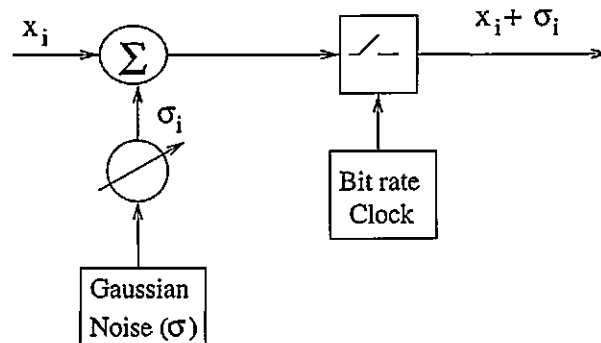 x_i
x_i + σ_i
Σ
σ_i
Bit rate
Clock
Gaussian
Noise (σ)